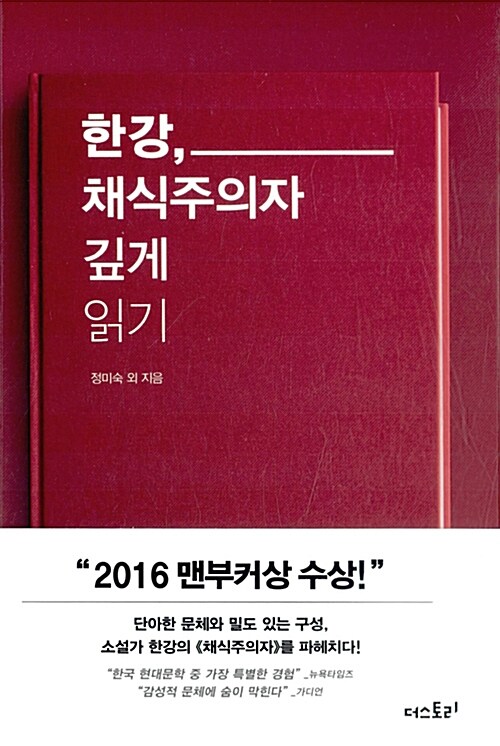 한강,
채식주의자
깊게
읽기
정미숙 외 지음
“ 2016 맨부커상 수상! ”
단아한 문체와 밀도 있는 구성,
소설가 한강의 《채식주의자》를 파헤치다!
“한국 현대문학 중 가장 특별한 경험” _뉴욕타임즈
“감성적 문체에 숨이 막힌다” _가디언
더스토리